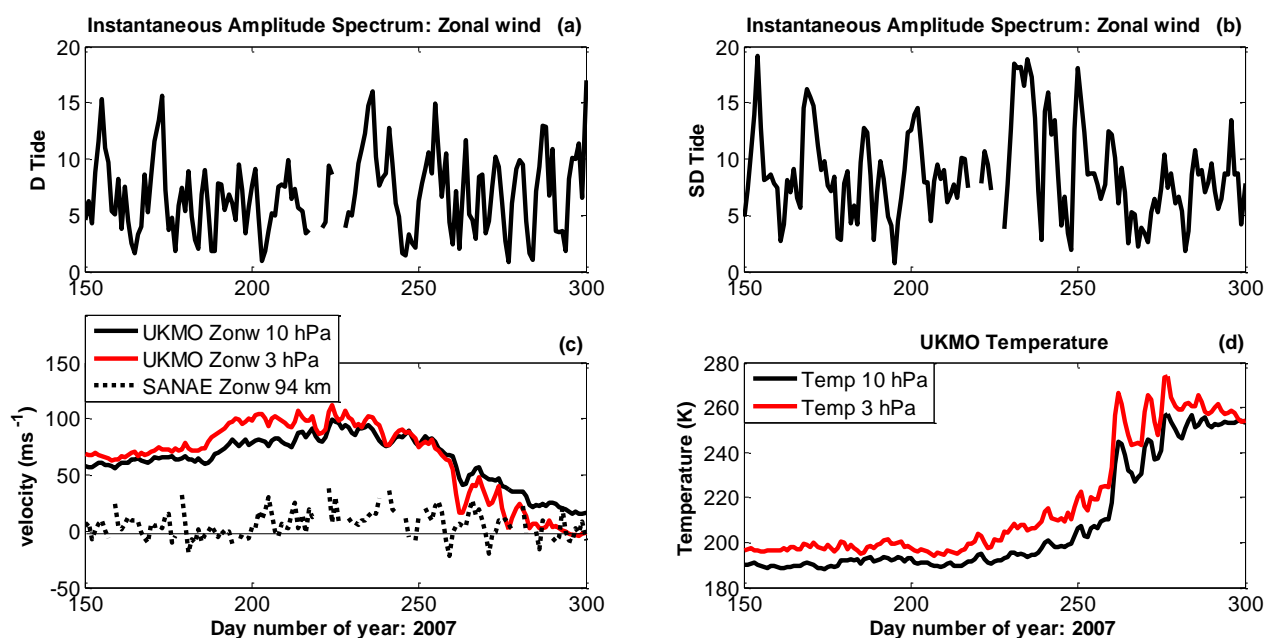 Instantaneous Amplitude Spectrum: Zonal wind (a)
20
15
10
5
0
D Tide
150
200
250
300
Instantaneous Amplitude Spectrum: Zonal wind (b)
20
15
10
5
0
SD Tide
150
200
250
300
UKMO Zonw 10 hPa
UKMO Zonw 3 hPa
SANAE Zonw 94 km
(c)
150
100
50
0
-50
velocity (ms -1)
150
200
250
300
Day number of year: 2007
UKMO Temperature (d)
Temp 10 hPa
Temp 3 hPa
280
260
240
220
200
180
Temperature (K)
150
200
250
300
Day number of year: 2007